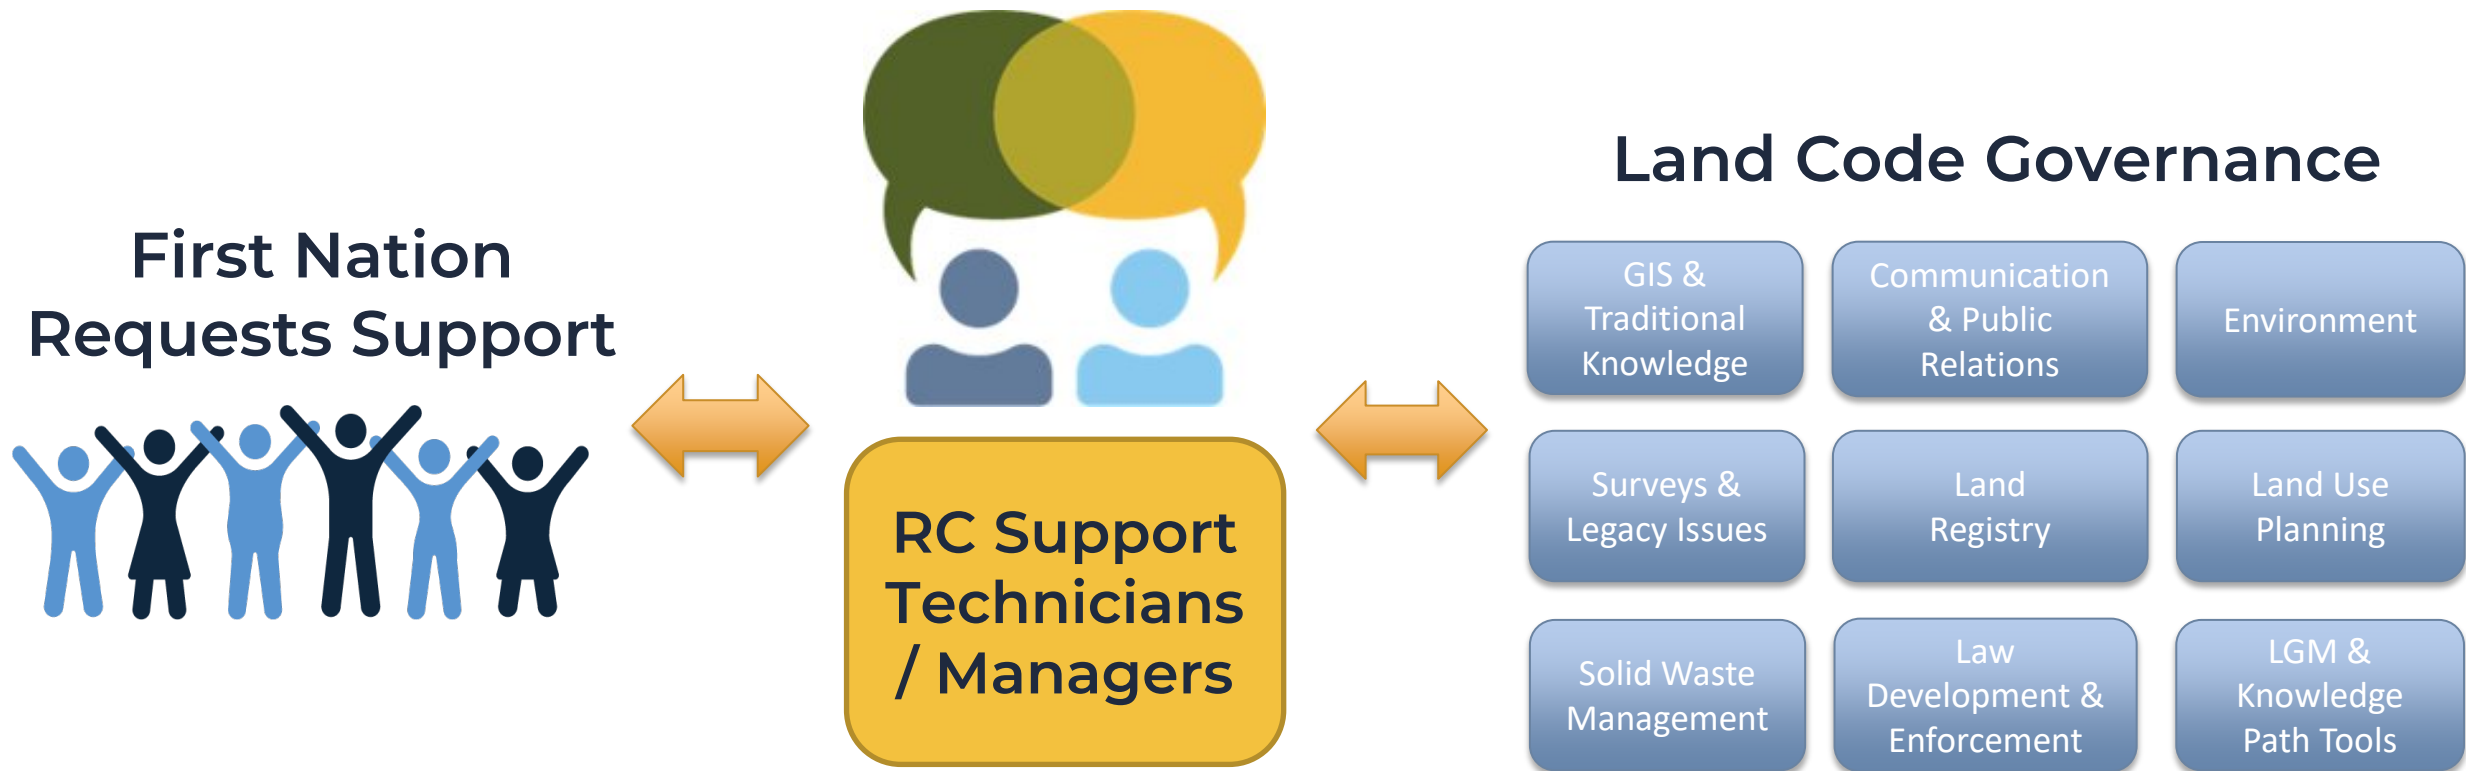 First Nation
Requests Support
RC Support
Technicians
/ Managers
Land Code Governance
GIS &
Traditional
Knowledge
Communication
& Public
Relations
Environment
Surveys &
Legacy Issues
Land
Registry
Land Use
Planning
Solid Waste
Management
Law
Development &
Enforcement
LGM &
Knowledge
Path Tools